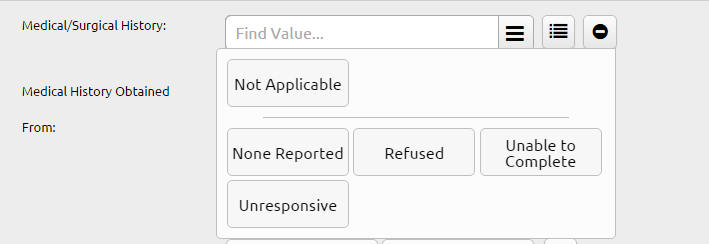 Medical/Surgical History:
Find Value...
Not Applicable
Medical History Obtained
From:
None Reported
Refused
Unable to
Complete
Unresponsive